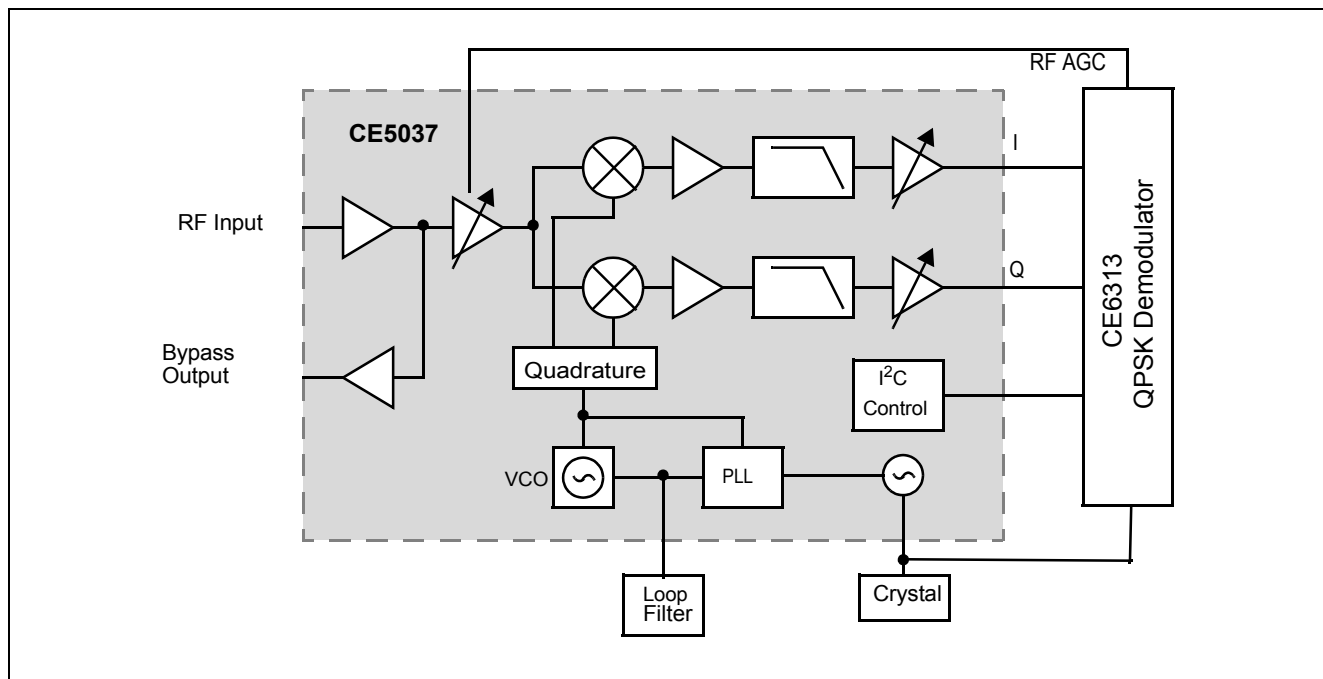 RF AGC
CE5037
I
RF Input
Q
CE6313
QPSK Demodulator
Bypass
Output
Quadrature
I²C
Control
VCO
PLL
Loop
Filter
Crystal